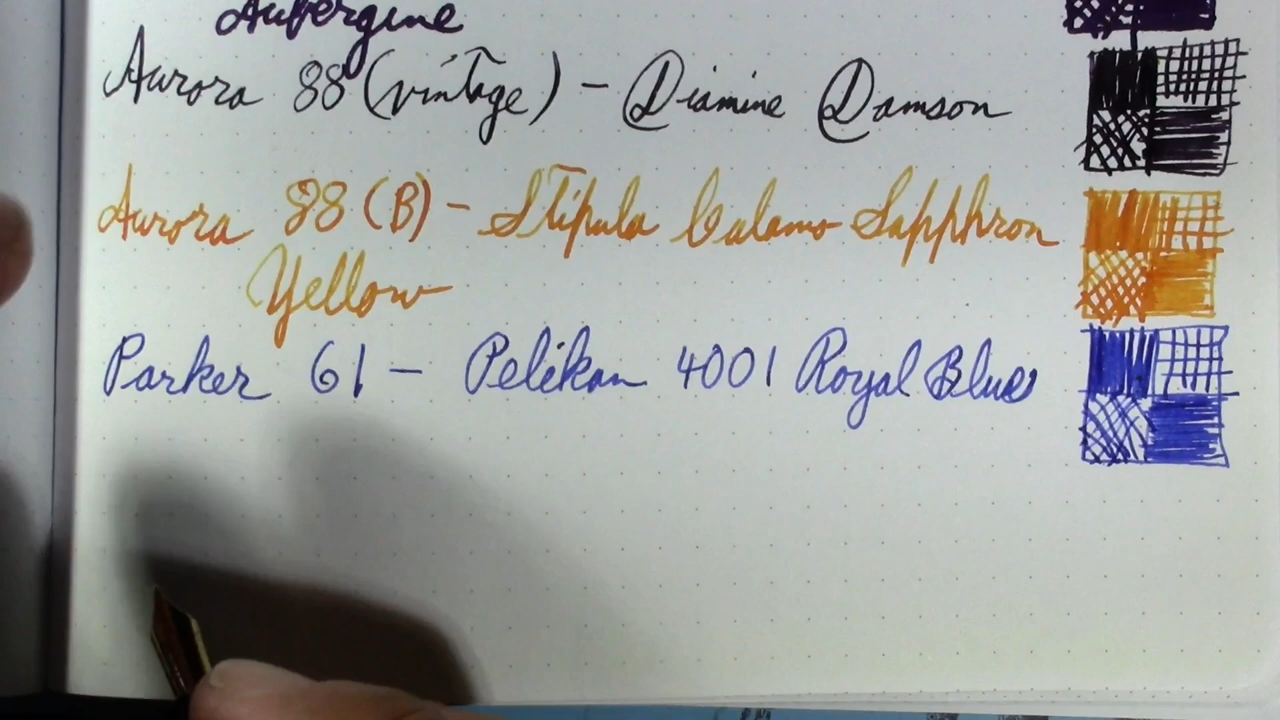 Aubergine
Aurora 88 (vintage) - Diamine Damson
Aurora 88 (B) - Stipula Calamo Sapphron
Yellow
Parker 61 - Pelikan 4001 Royal Blue